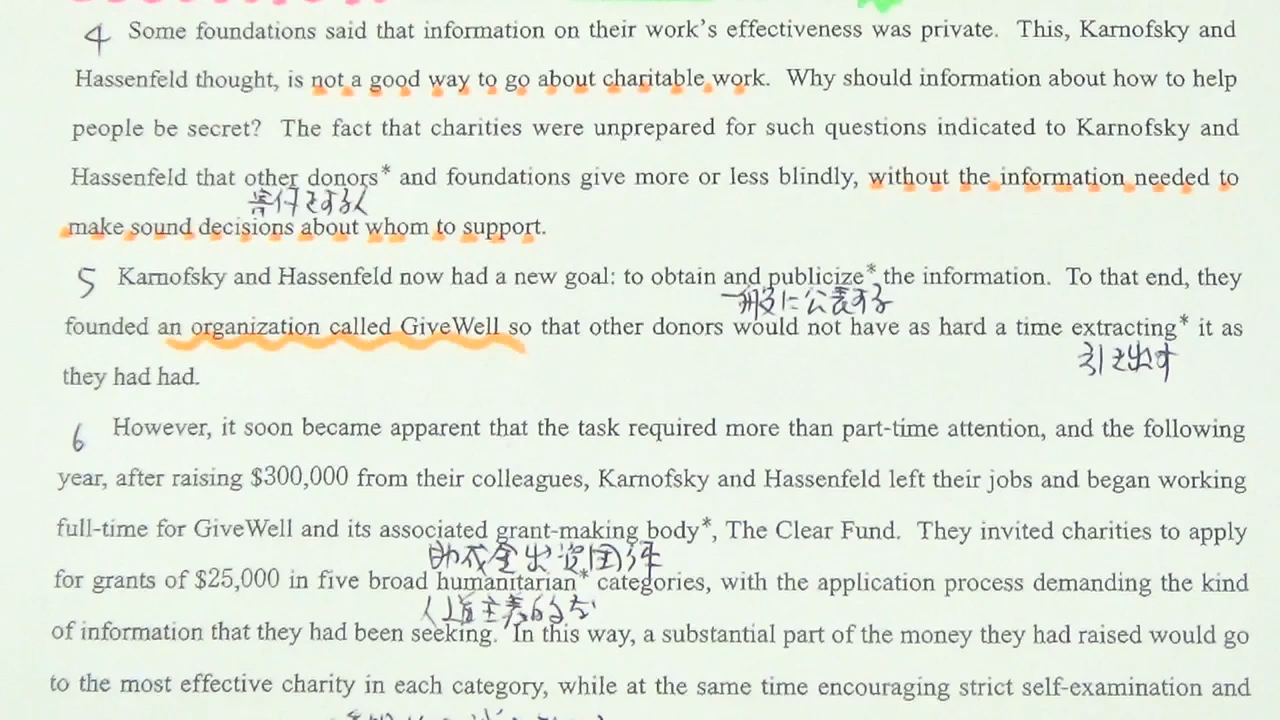 4 Some foundations said that information on their work's effectiveness was private. This, Karnofsky and
Hassenfeld thought, is not a good way to go about charitable work. Why should information about how to help
people be secret? The fact that charities were unprepared for such questions indicated to Karnofsky and
Hassenfeld that other donors* and foundations give more or less blindly, without the information needed to
寄付をする人
make sound decisions about whom to support.
5 Karnofsky and Hassenfeld now had a new goal: to obtain and publicize* the information. To that end, they
一般に公表する
founded an organization called GiveWell so that other donors would not have as hard a time extracting* it as
引き出す
they had had.
6 However, it soon became apparent that the task required more than part-time attention, and the following
year, after raising $300,000 from their colleagues, Karnofsky and Hassenfeld left their jobs and began working
full-time for GiveWell and its associated grant-making body*, The Clear Fund. They invited charities to apply
助成金出資団体
for grants of $25,000 in five broad humanitarian* categories, with the application process demanding the kind
人道主義的な
of information that they had been seeking. In this way, a substantial part of the money they had raised would go
to the most effective charity in each category, while at the same time encouraging strict self-examination and